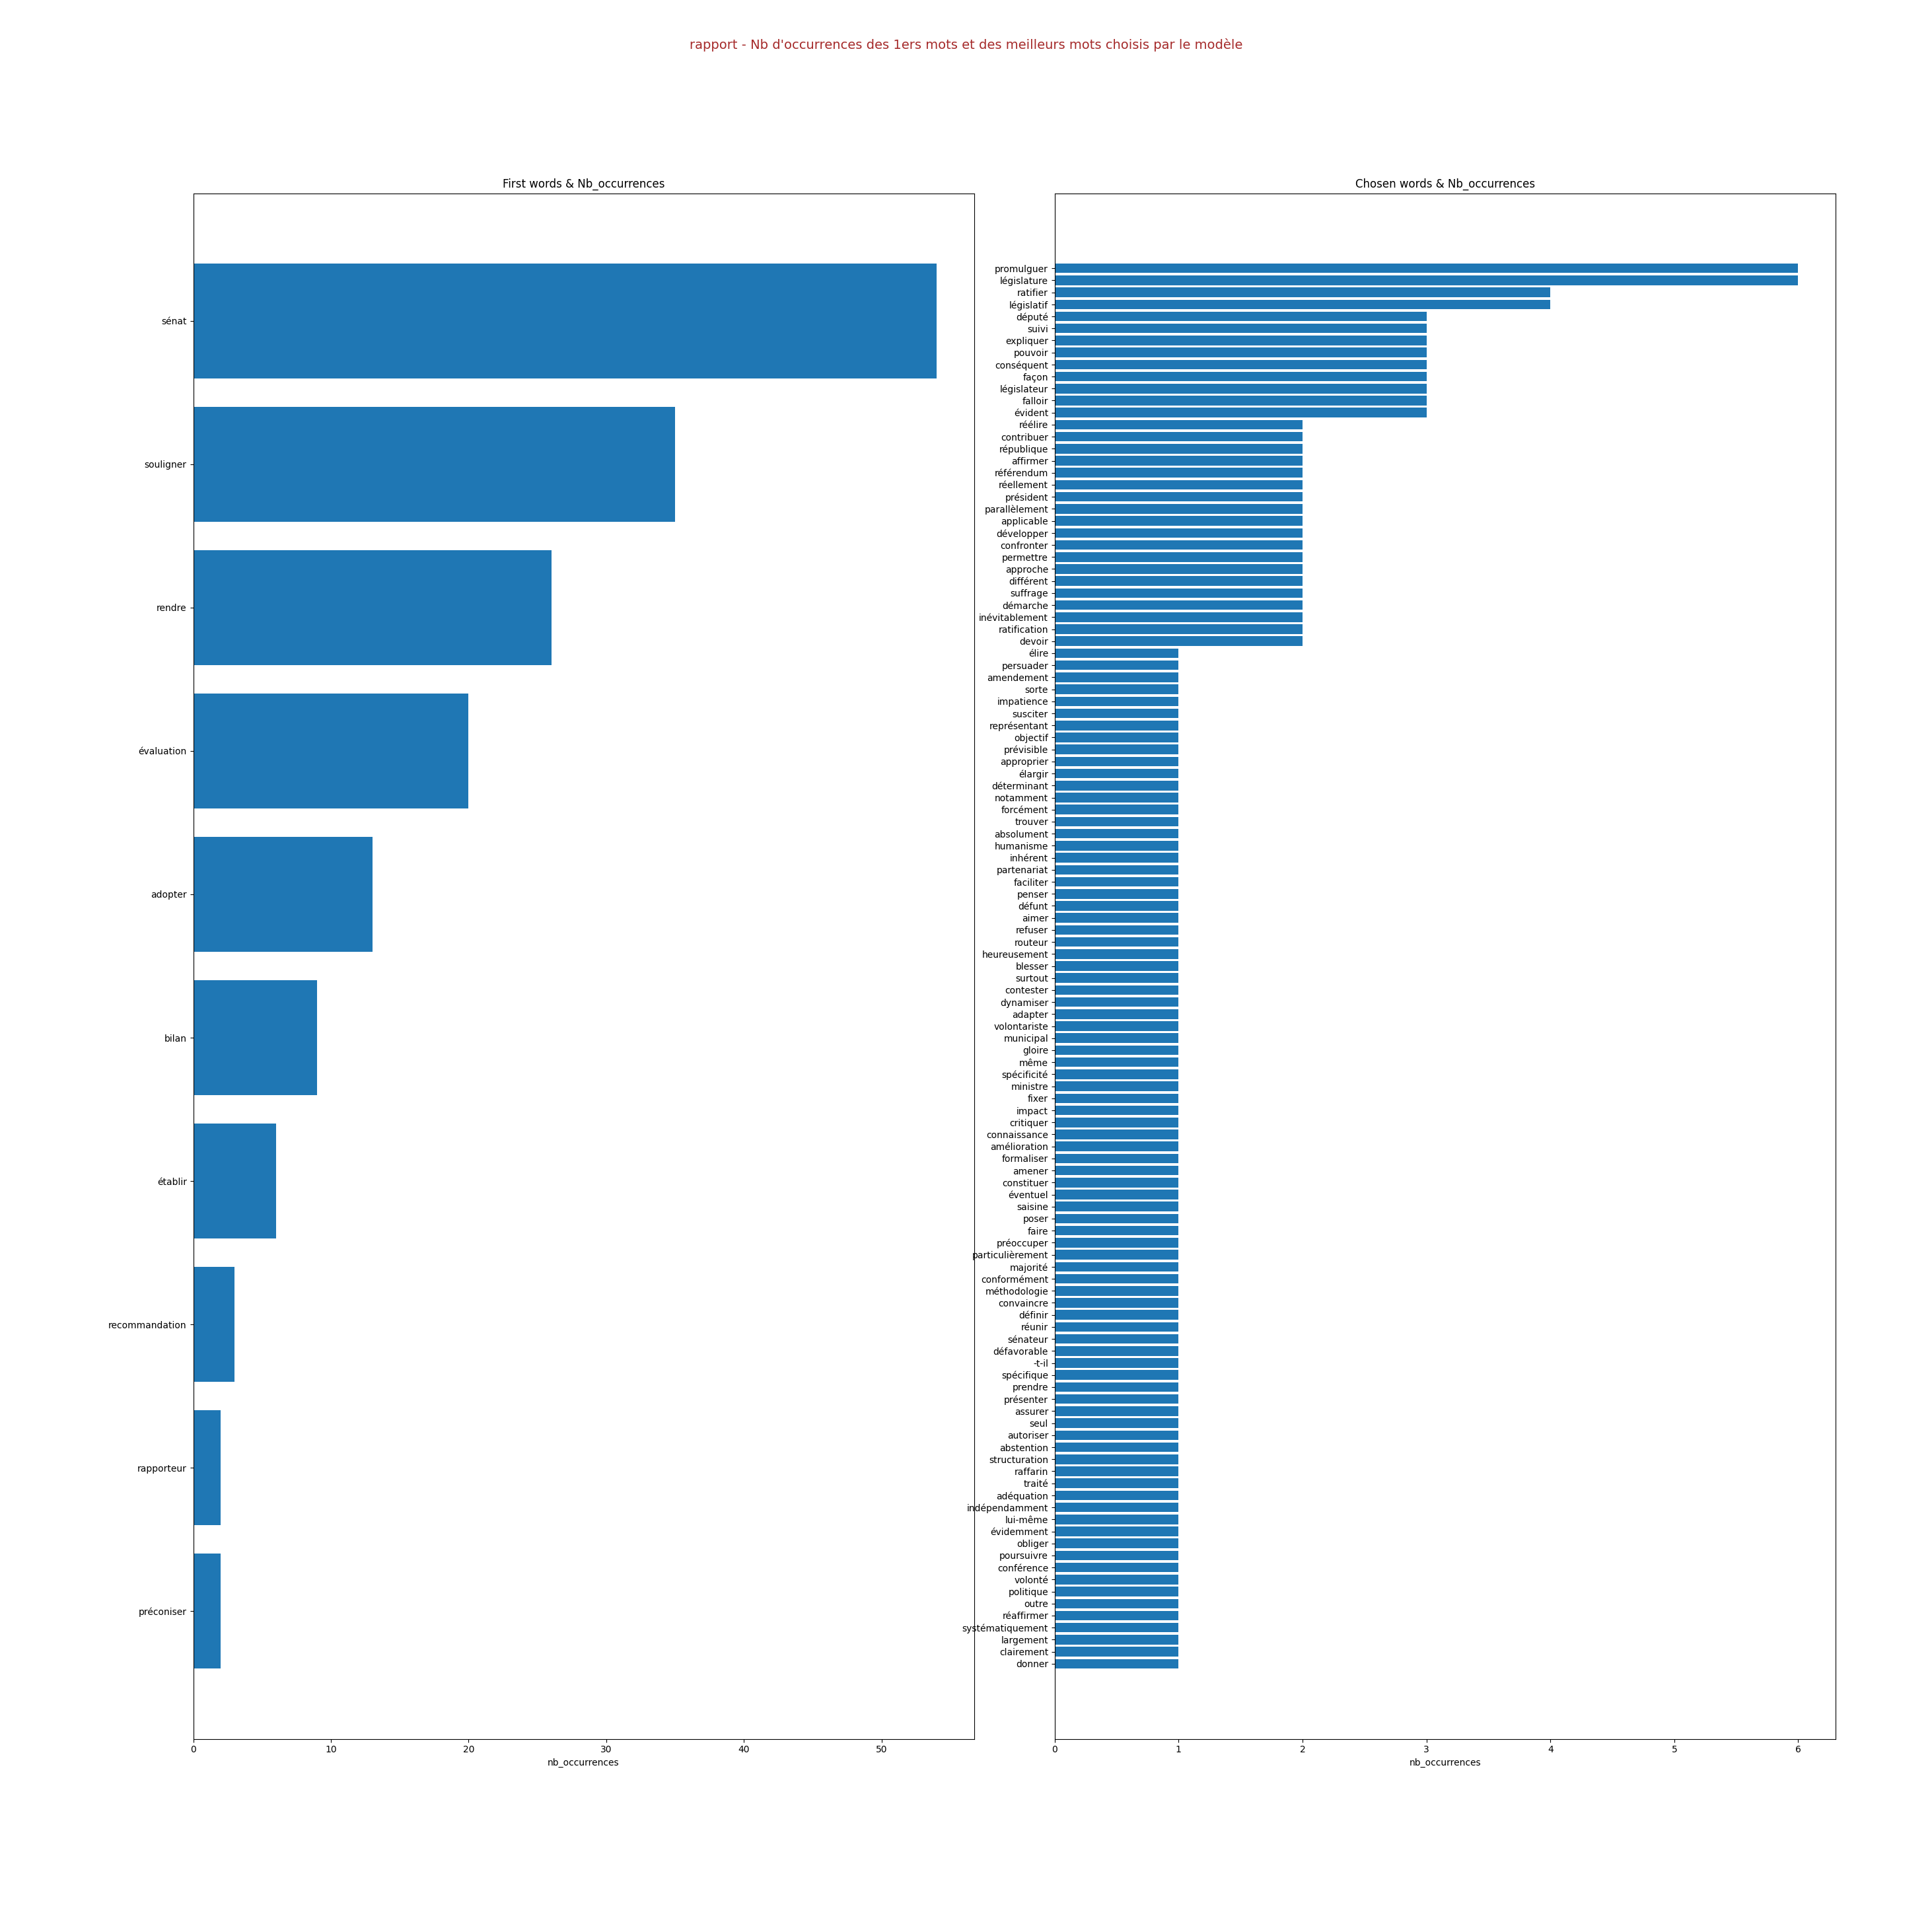 rapport - Nb d'occurrences des 1ers mots et des meilleurs mots choisis par le modèle
First words & Nb_occurrences
sénat
souligner
rendre
évaluation
adopter
bilan
établir
recommandation
rapporteur
préconiser
0 10 20 30 40 50
nb_occurrences
Chosen words & Nb_occurrences
promulguer
législature
ratifier
législatif
député
suivi
expliquer
pouvoir
conséquent
façon
législateur
falloir
évident
réélire
contribuer
république
affirmer
référendum
réellement
président
parallèlement
applicable
développer
confronter
permettre
approche
différent
suffrage
démarche
inévitablement
ratification
devoir
élire
persuader
amendement
sorte
impatience
susciter
représentant
objectif
prévisible
approprier
élargir
déterminant
notamment
forcément
trouver
absolument
humanisme
inhérent
partenariat
faciliter
penser
défunt
aimer
refuser
routeur
heureusement
blesser
surtout
contester
dynamiser
adapter
volontariste
municipal
gloire
même
spécificité
ministre
fixer
impact
critiquer
connaissance
amélioration
formaliser
amener
constituer
éventuel
saisine
poser
faire
préoccuper
particulièrement
majorité
conformément
méthodologie
convaincre
définir
réunir
sénateur
défavorable
-t-il
spécifique
prendre
présenter
assurer
seul
autoriser
abstention
structuration
raffarin
traité
adéquation
indépendamment
lui-même
évidemment
obliger
poursuivre
conférence
volonté
politique
outre
réaffirmer
systématiquement
largement
clairement
donner
0 1 2 3 4 5 6
nb_occurrences